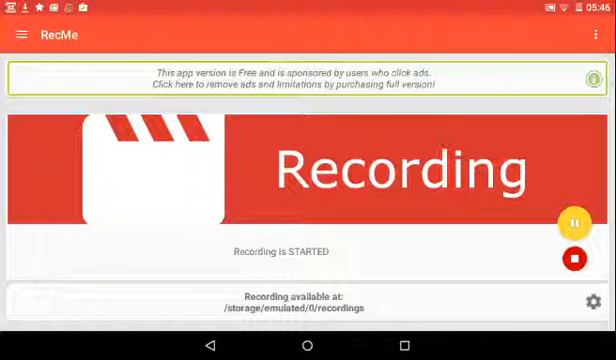 05:46
RecMe
This app version is Free and is sponsored by users who click ads.
Click here to remove ads and limitations by purchasing full version!
Recording
Recording is STARTED
Recording available at:
/storage/emulated/0/recordings